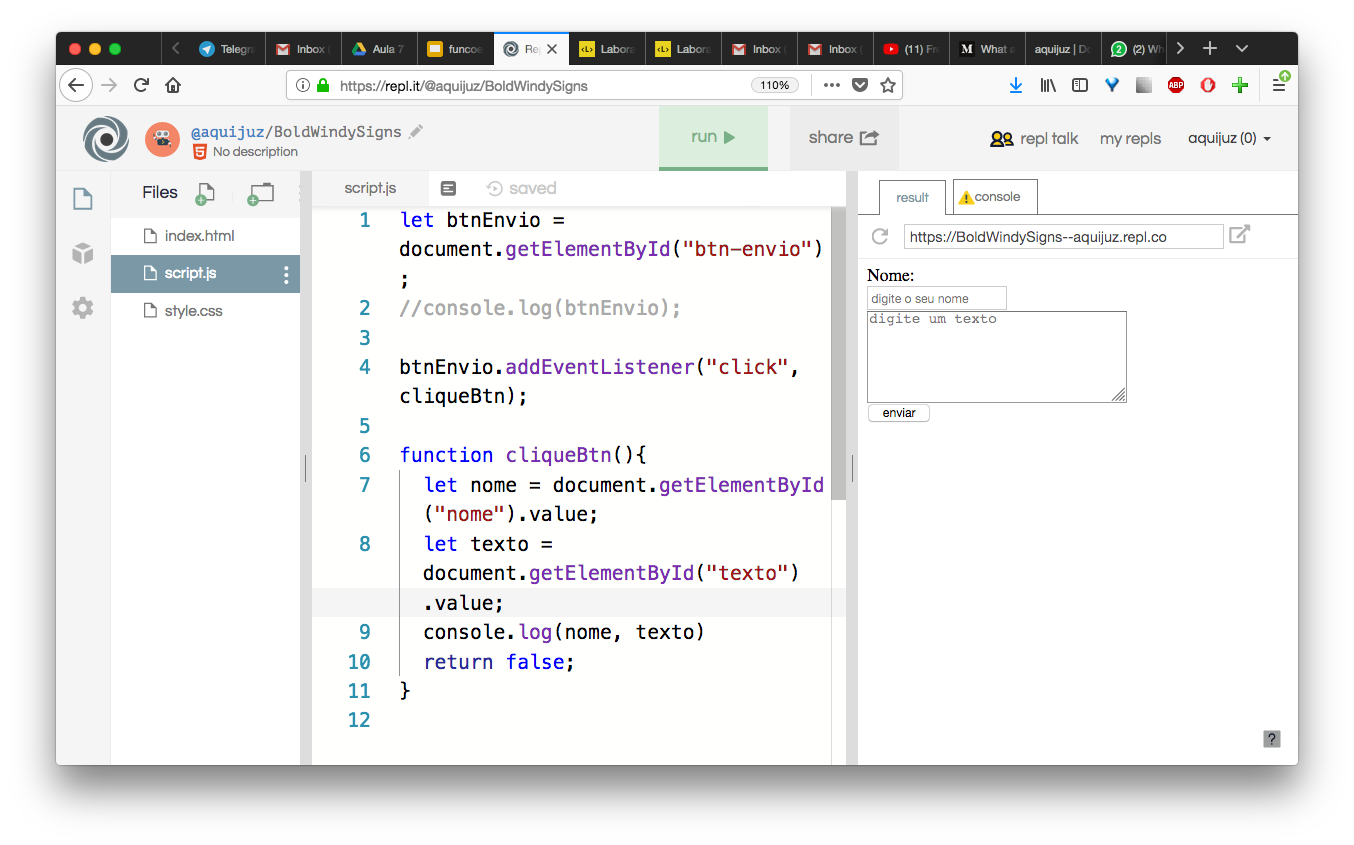 Telegr Inbox ( Aula 7 funcoe Re Labora Labora Inbox ( Inbox ( (11) Fr What a aquijuz | Do (2) Wh
https://repl.it/@aquijuz/BoldWindySigns 110% ABP
@aquijuz/BoldWindySigns
No description
run
share
repl talk
my repls
aquijuz (0)
Files
index.html
script.js
style.css
script.js
saved
1 let btnEnvio =
document.getElementById("btn-envio")
;
2 //console.log(btnEnvio);
3
4 btnEnvio.addEventListener("click",
cliqueBtn);
5
6 function cliqueBtn(){
7 let nome = document.getElementById
("nome").value;
8 let texto =
document.getElementById("texto")
.value;
9 console.log(nome, texto)
10 return false;
11 }
12
result
console
https://BoldWindySigns--aquijuz.repl.co
Nome:
digite o seu nome
digite um texto
enviar
?